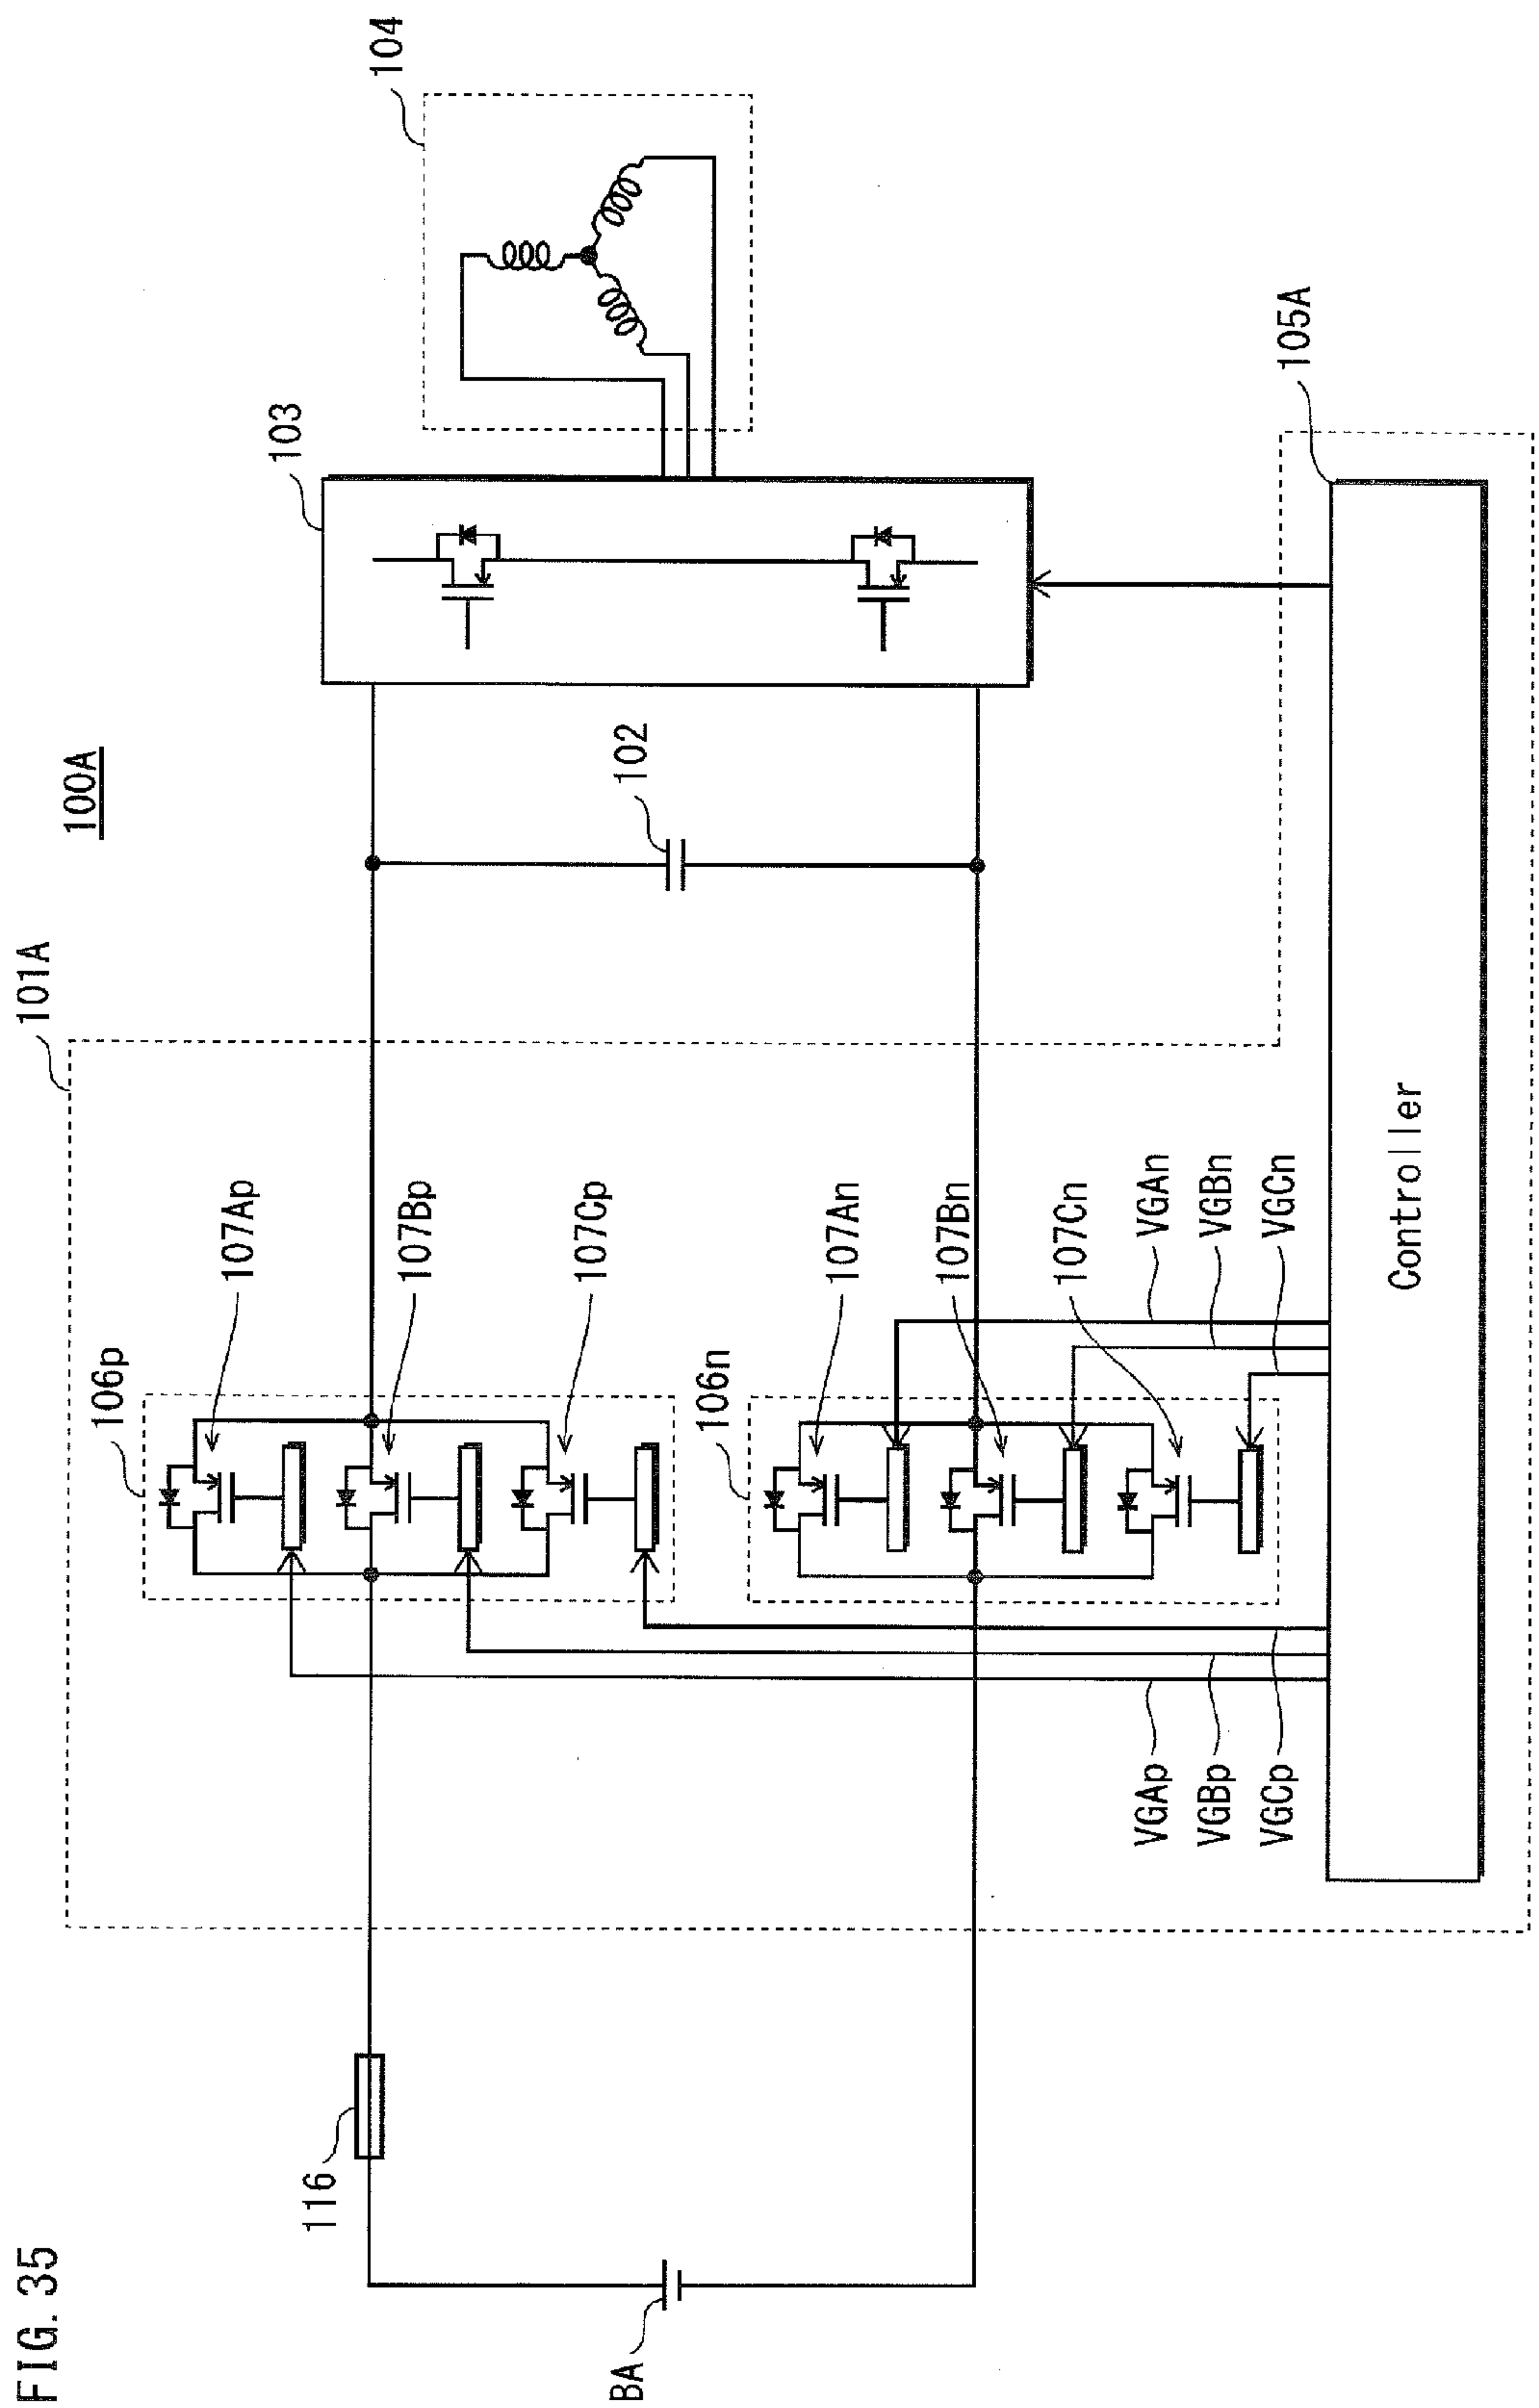 FIG. 35
100A
101A
104
103
102
106p
107Ap
107Bp
107Cp
116
BA
106n
107An
107Bn
107Cn
VGAn
VGBn
VGCn
VGAp
VGBp
VGCp
105A
Controller